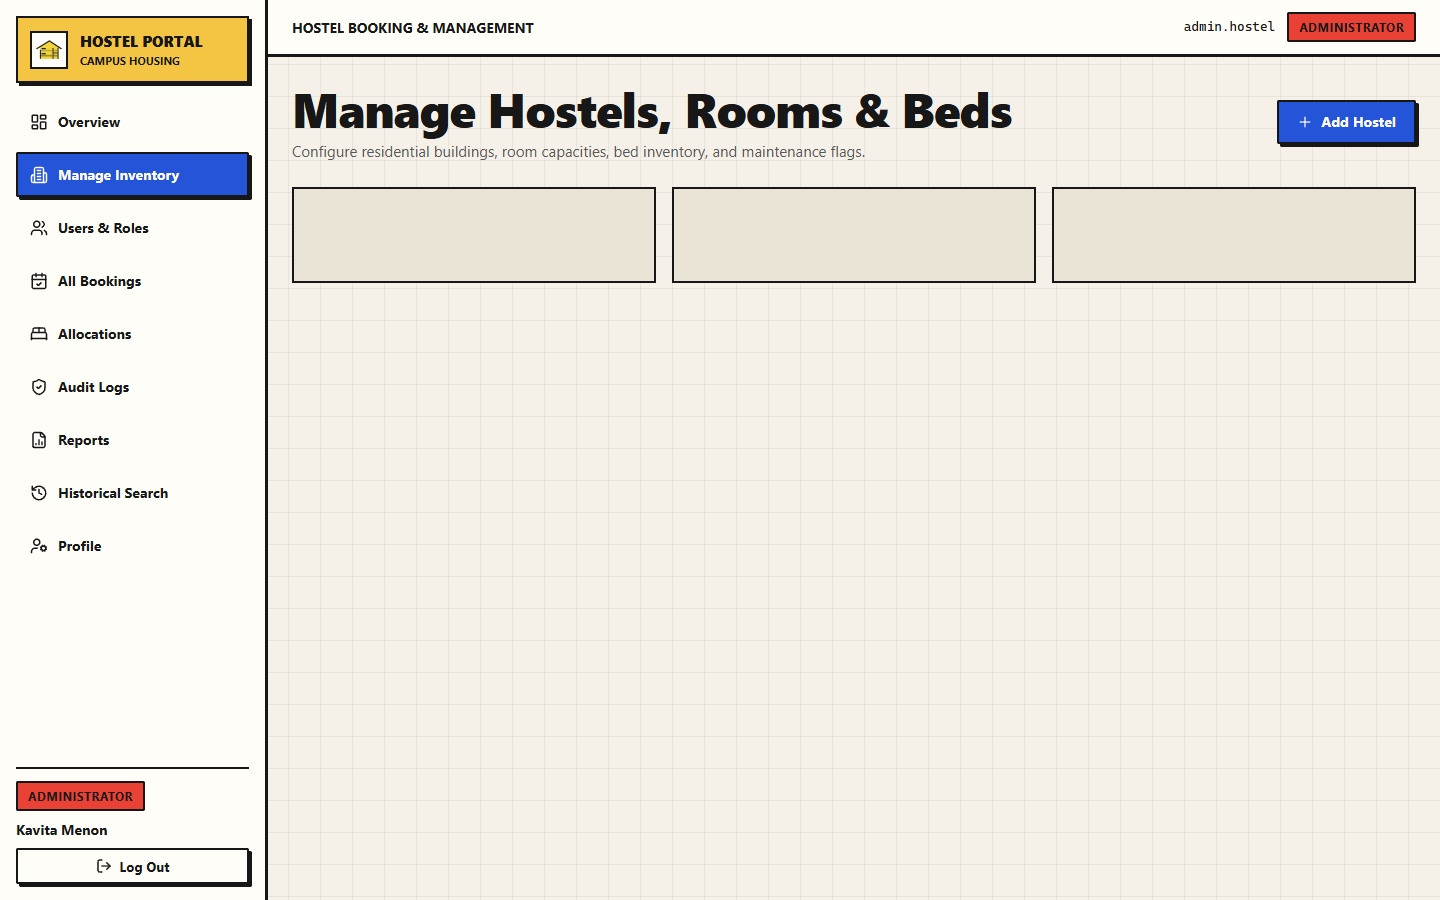 HOSTEL PORTAL
CAMPUS HOUSING
Overview
Manage Inventory
Users & Roles
All Bookings
Allocations
Audit Logs
Reports
Historical Search
Profile
ADMINISTRATOR
Kavita Menon
Log Out
HOSTEL BOOKING & MANAGEMENT
admin.hostel
ADMINISTRATOR
Manage Hostels, Rooms & Beds
Configure residential buildings, room capacities, bed inventory, and maintenance flags.
Add Hostel